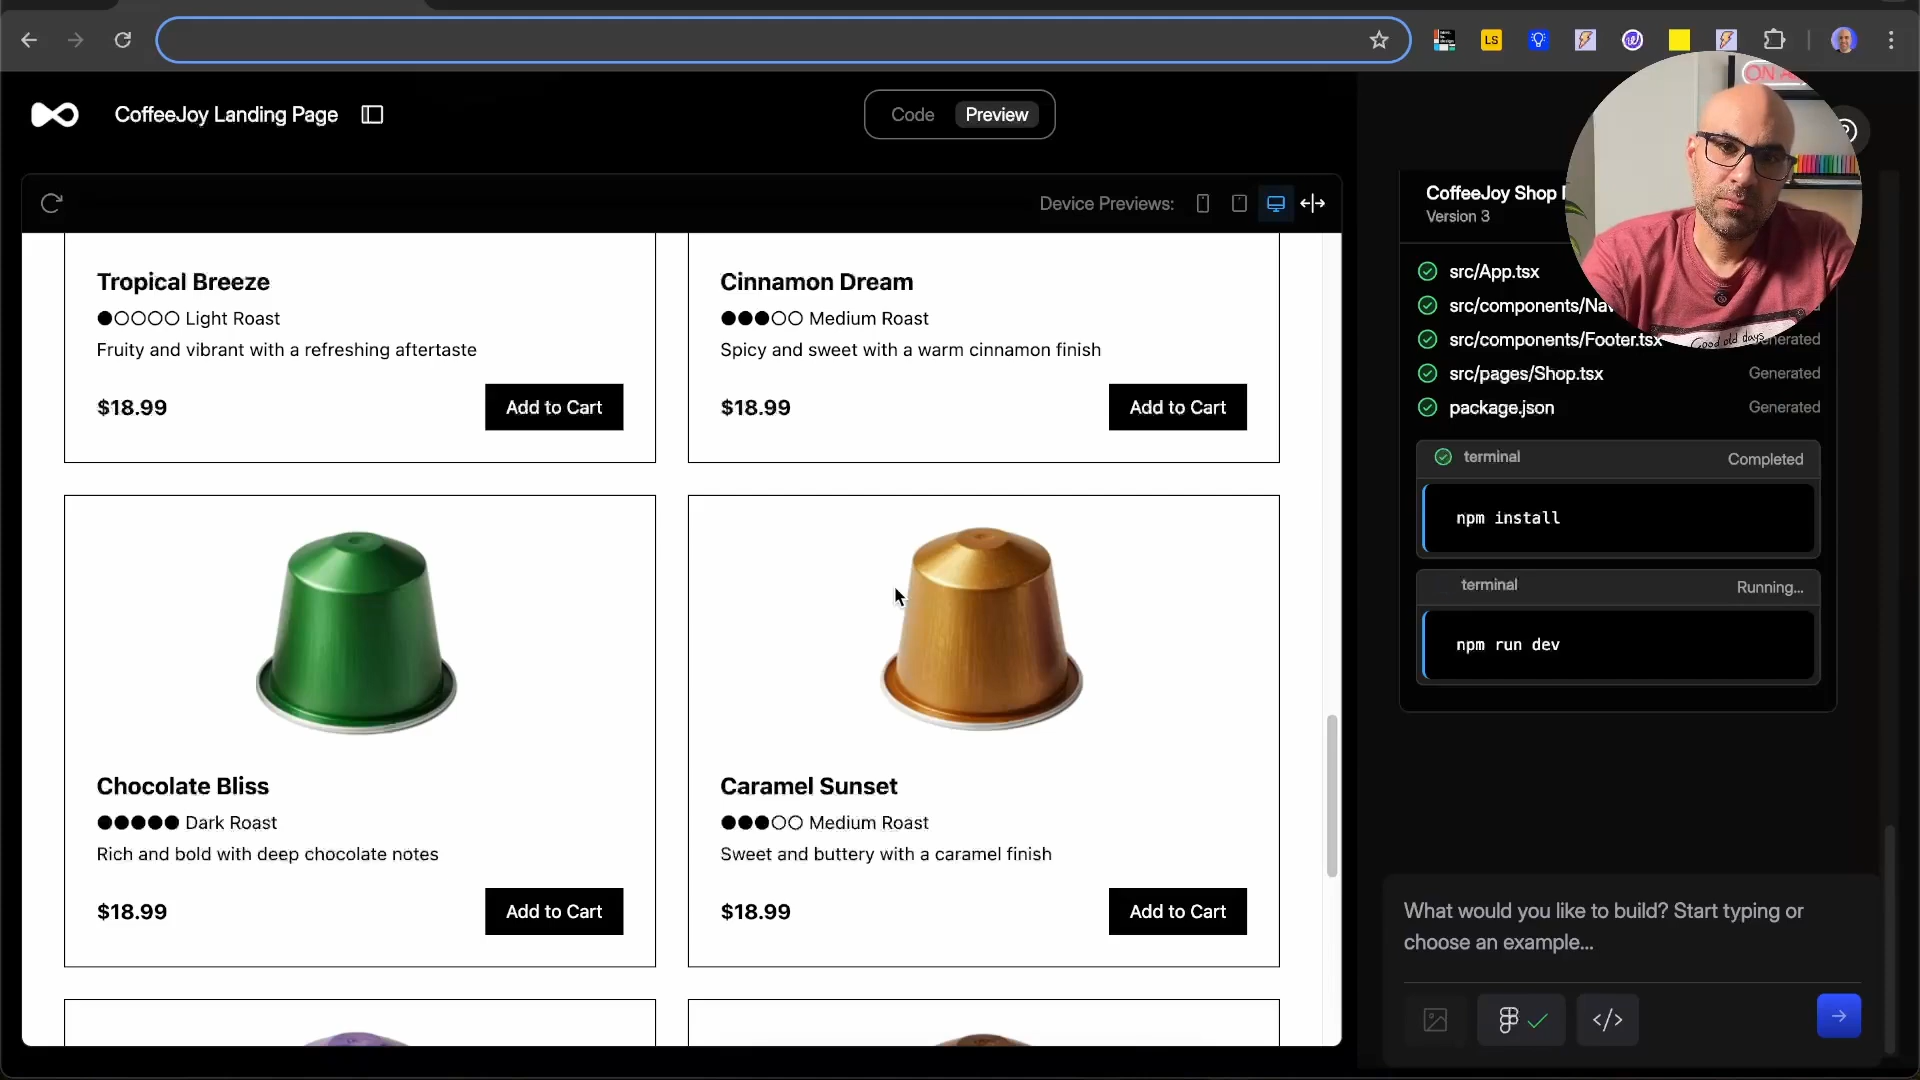 LS
ON
CoffeeJoy Landing Page
Code
Preview
Device Previews:
Tropical Breeze
Light Roast
Fruity and vibrant with a refreshing aftertaste
$18.99
Add to Cart
Cinnamon Dream
Medium Roast
Spicy and sweet with a warm cinnamon finish
$18.99
Add to Cart
Chocolate Bliss
Dark Roast
Rich and bold with deep chocolate notes
$18.99
Add to Cart
Caramel Sunset
Medium Roast
Sweet and buttery with a caramel finish
$18.99
Add to Cart
CoffeeJoy Shop
Version 3
src/App.tsx
src/components/Na
src/components/Footer.tsx
src/pages/Shop.tsx Generated
package.json Generated
Good old days
terminal Completed
npm install
terminal Running...
npm run dev
What would you like to build? Start typing or
choose an example...